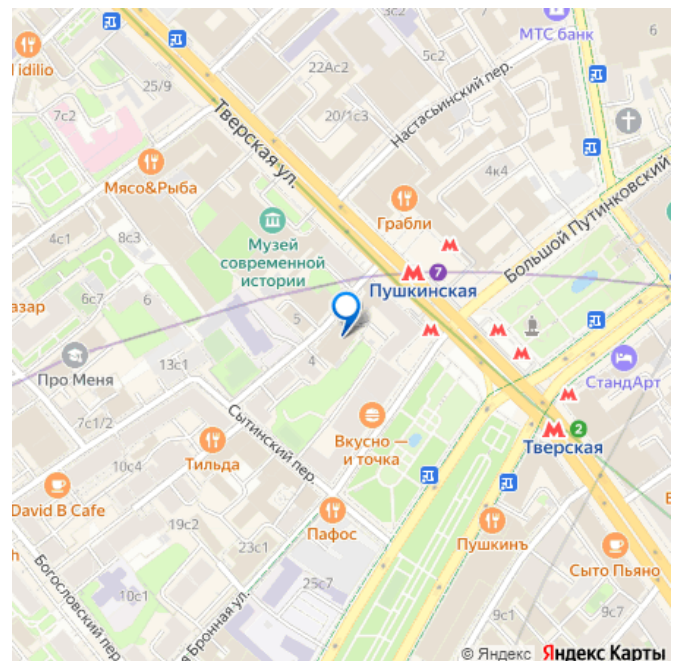 МТС банк
6
3с2
5с2
l idilio
22Ас2
25/9
7с2
20/1с3
Настасьинский пер.
Тверская ул.
Мясо&Рыба
4к4
Грабли
Большой Путинковский
4с1
8с3
Музей
современной
истории
7
Пушкинская
азар
6с7
6
5
4
СтандАрт
Про Меня
13с1
7с1/2
Сытинский пер.
Вкусно —
и точка
2
Тверская
10с4
Тильда
David B Cafe
19с2
Пафос
Пушкинъ
23с1
Сыто Пьяно
h
25с7
Богословский пер.
я Бронная ул.
9с1
9с7
© Яндекс Яндекс Карты